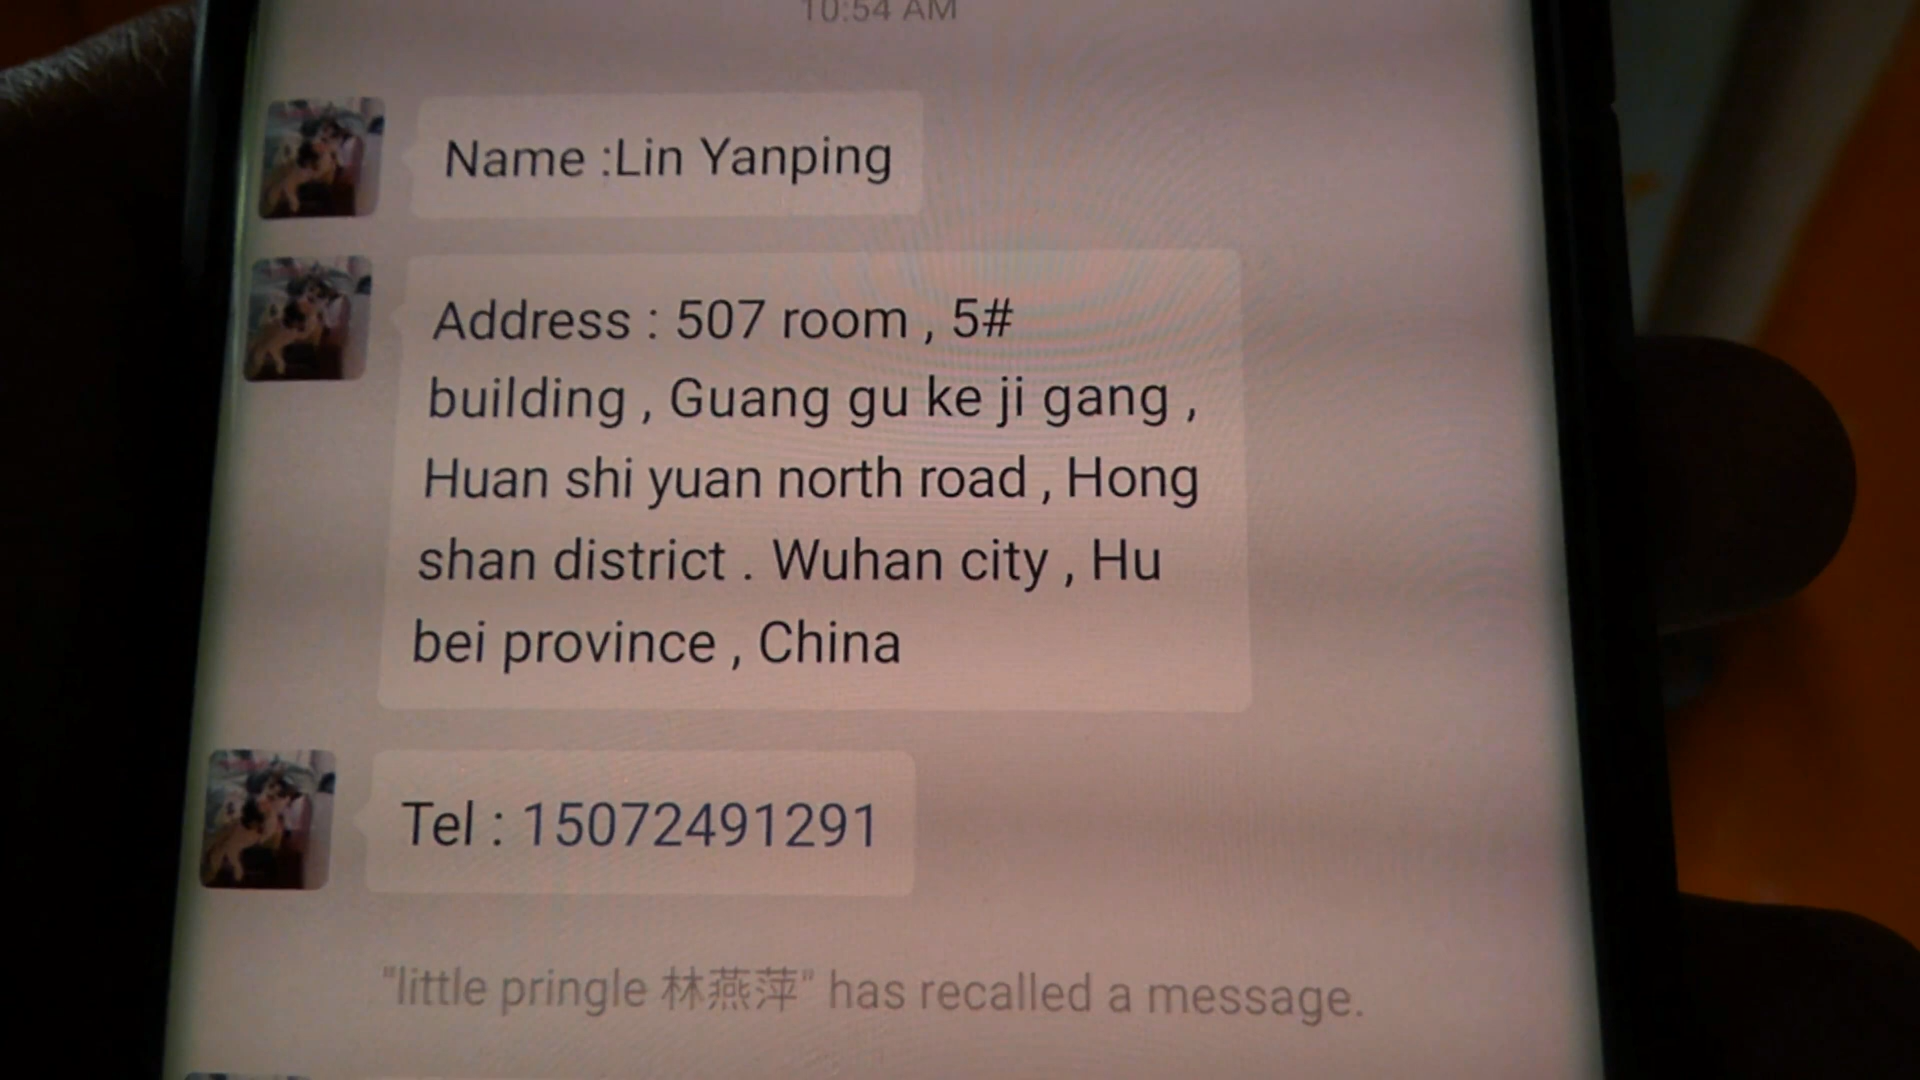 10:54 AM
Name :Lin Yanping
Address : 507 room , 5#
building , Guang gu ke ji gang ,
Huan shi yuan north road , Hong
shan district . Wuhan city , Hu
bei province , China
Tel : 15072491291
"little pringle 林燕萍" has recalled a message.